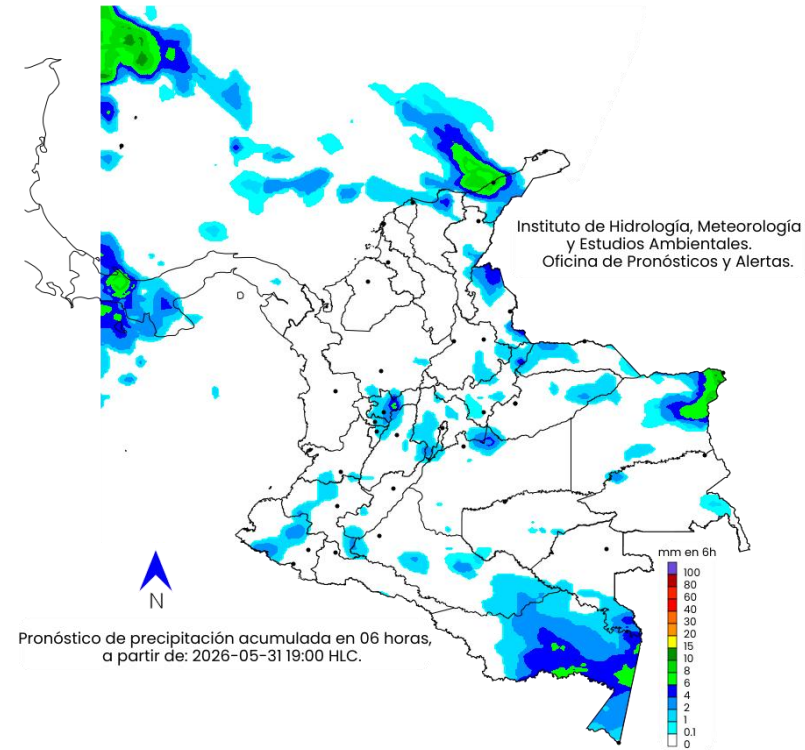 Instituto de Hidrología, Meteorología
y Estudios Ambientales.
Oficina de Pronósticos y Alertas.
N
Pronóstico de precipitación acumulada en 06 horas,
a partir de: 2026-05-31 19:00 HLC.
mm en 6h
100
80
60
40
30
20
15
10
8
6
4
2
1
0.1
0